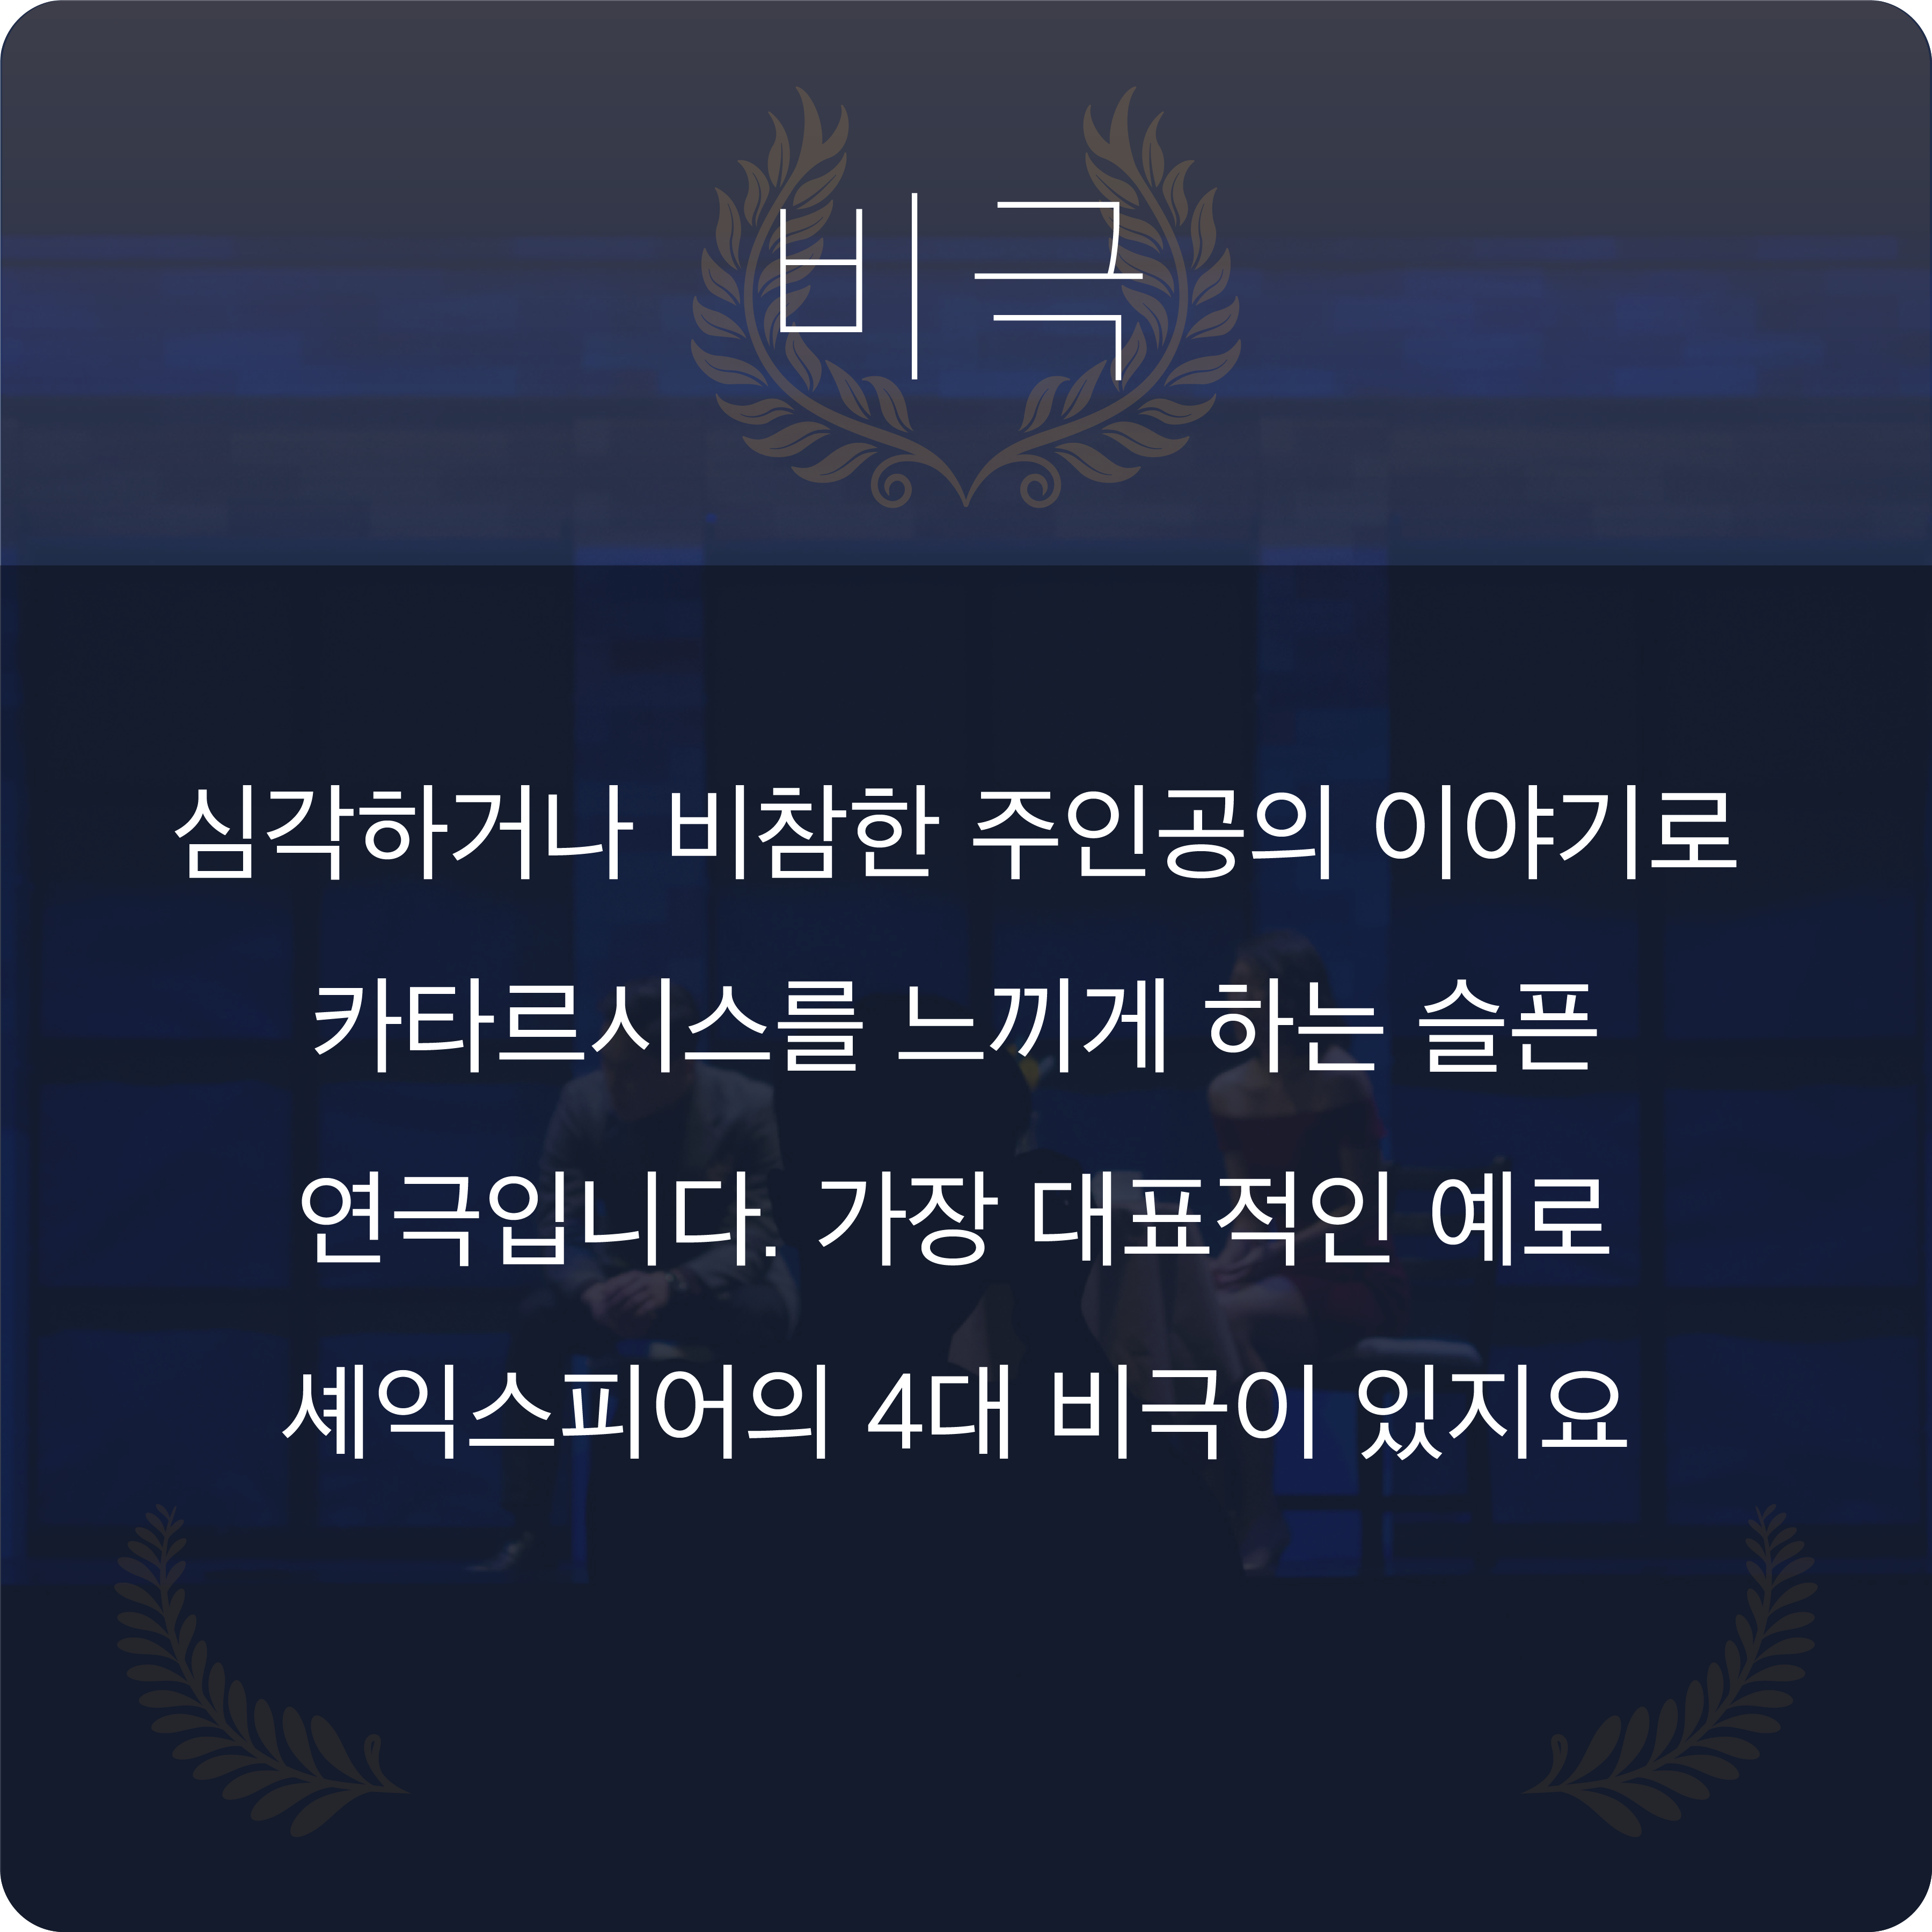 비극
심각하거나 비참한 주인공의 이야기로
카타르시스를 느끼게 하는 슬픈
연극입니다. 가장 대표적인 예로
셰익스피어의 4대 비극이 있지요